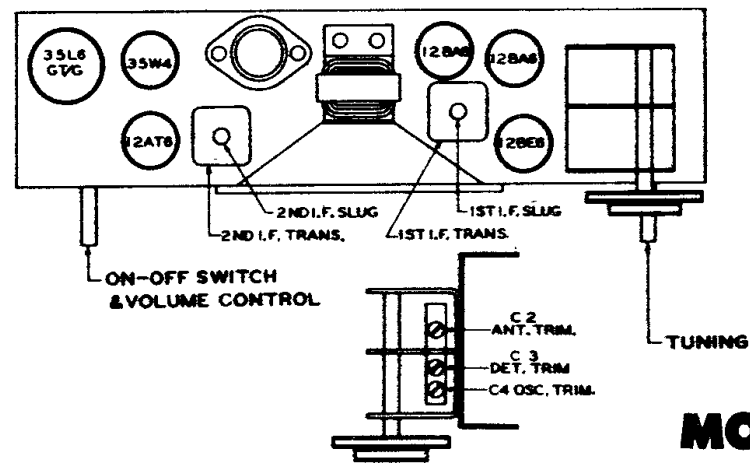 35L6
GT/G
35W4
12BA6
12BA6
12AT6
12BE6
2ND I.F. SLUG
1ST I.F. SLUG
2ND I.F. TRANS.
1ST I.F. TRANS.
ON-OFF SWITCH
& VOLUME CONTROL
C 2
ANT. TRIM.
TUNING
C 3
DET. TRIM
C4 OSC. TRIM.
MO